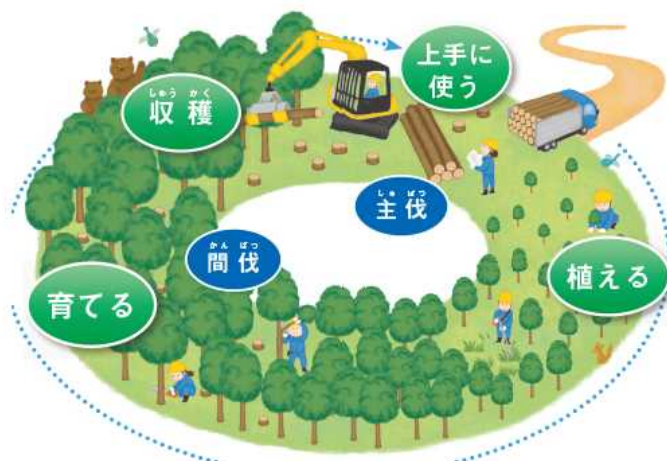 しゅう かく
収 穫
上手に
使う
しゅ ばつ
主 伐
かん ばつ
間 伐
育てる
植える